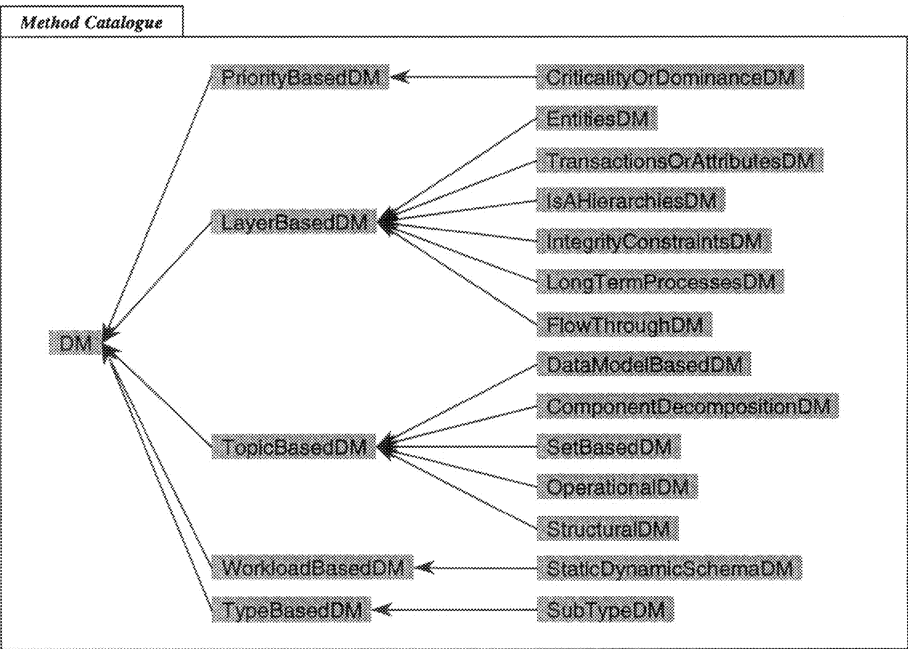 Method Catalogue
PriorityBasedDM
CriticalityOrDominanceDM
EntitiesDM
TransactionsOrAttributesDM
IsAHierarchiesDM
LayerBasedDM
IntegrityConstraintsDM
LongTermProcessesDM
FlowThroughDM
DM
DataModelBasedDM
ComponentDecompositionDM
TopicBasedDM
SetBasedDM
OperationalDM
StructuralDM
WorkloadBasedDM
StaticDynamicSchemaDM
TypeBasedDM
SubTypeDM